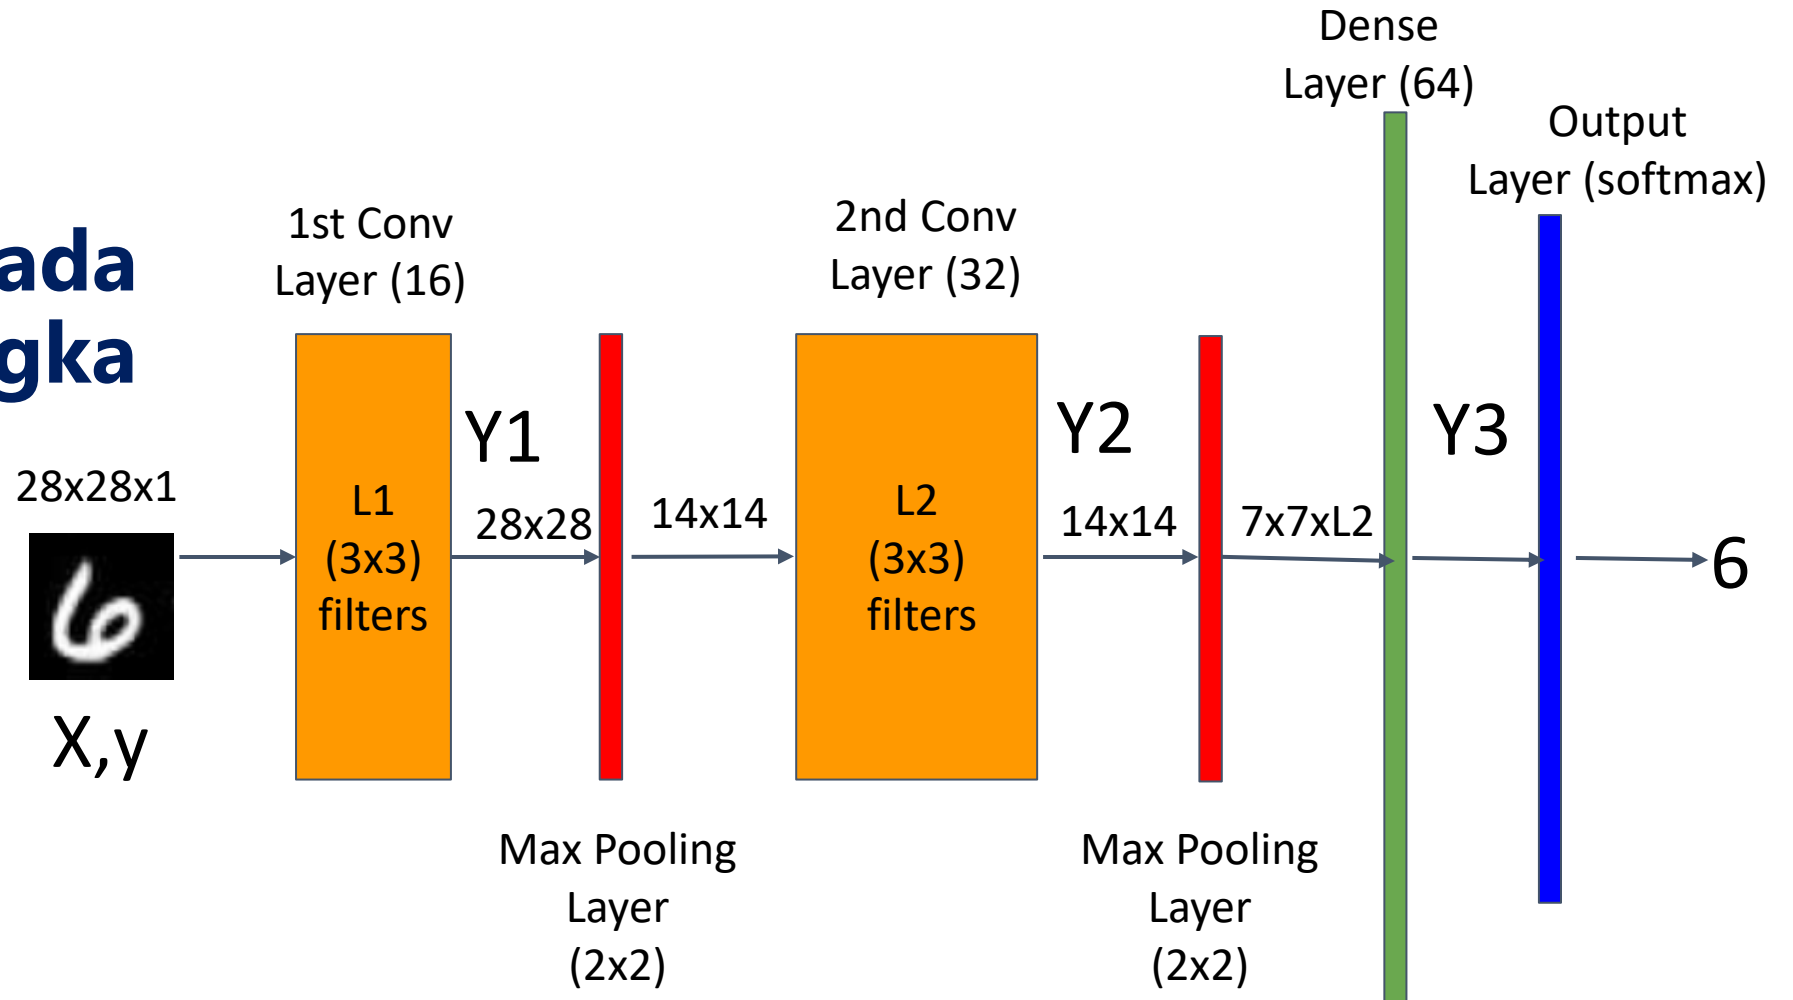 Dense
Layer (64)
Output
Layer (softmax)
1st Conv
Layer (16)
2nd Conv
Layer (32)
ada
gka
28x28x1
X,y
L1
(3x3)
filters
Y1
28x28
14x14
L2
(3x3)
filters
Y2
14x14
7x7xL2
Y3
6
Max Pooling
Layer
(2x2)
Max Pooling
Layer
(2x2)